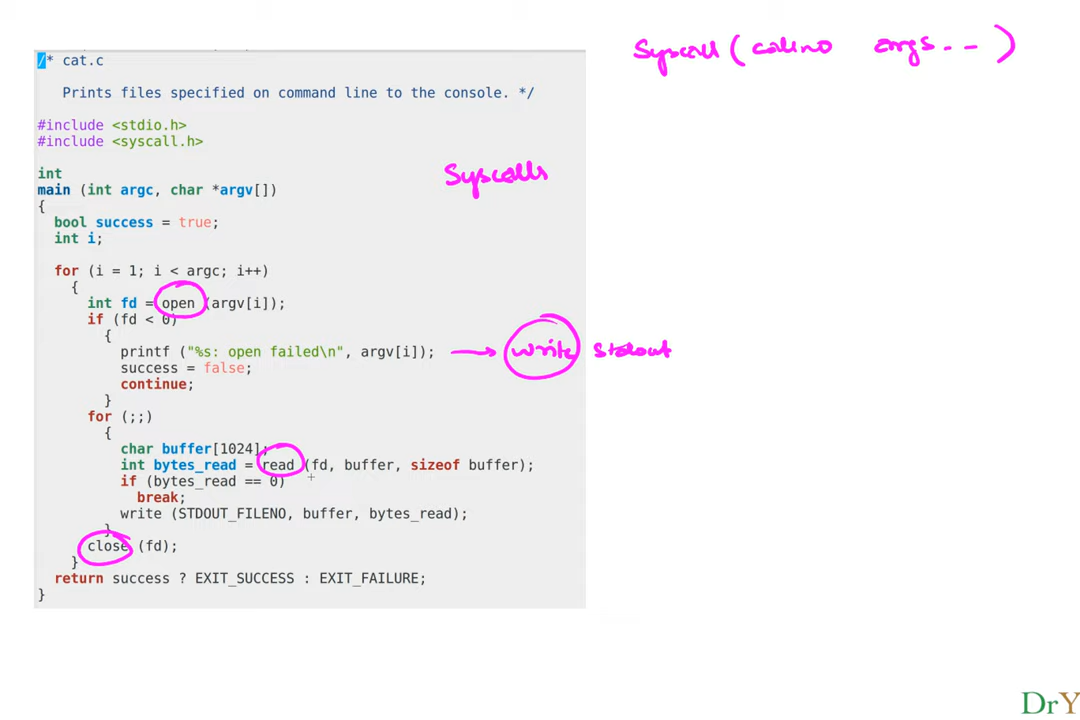 Syscall( callno args... )
/* cat.c
Prints files specified on command line to the console. */
#include <stdio.h>
#include <syscall.h>
Syscalls
int
main (int argc, char *argv[])
{
bool success = true;
int i;
for (i = 1; i < argc; i++)
{
int fd = open (argv[i]);
if (fd < 0)
{
printf ("%s: open failed\n", argv[i]); write stdout
success = false;
continue;
}
for (;;)
{
char buffer[1024];
int bytes_read = read (fd, buffer, sizeof buffer);
if (bytes_read == 0)
break;
write (STDOUT_FILENO, buffer, bytes_read);
}
close (fd);
}
return success ? EXIT_SUCCESS : EXIT_FAILURE;
}
DrY